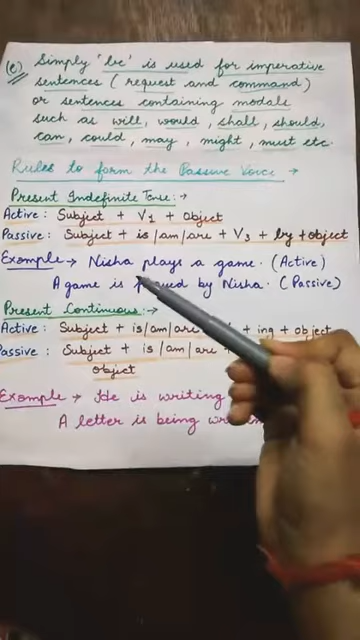 (e) Simply 'be' is used for imperative
sentences (request and command)
or sentences containing modals
such as will, would, shall, should,
can, could, may, might, must etc.
Rules to form the Passive Voice →
Present Indefinite Tense :→
Active : Subject + V1 + Object
Passive : Subject + is/am/are + V3 + by + object
Example → Nisha plays a game. (Active)
A game is played by Nisha. (Passive)
Present Continuous :→
Active : Subject + is/am/are + ing + object
Passive : Subject + is/am/are +
object
Example → He is writing
A letter is being